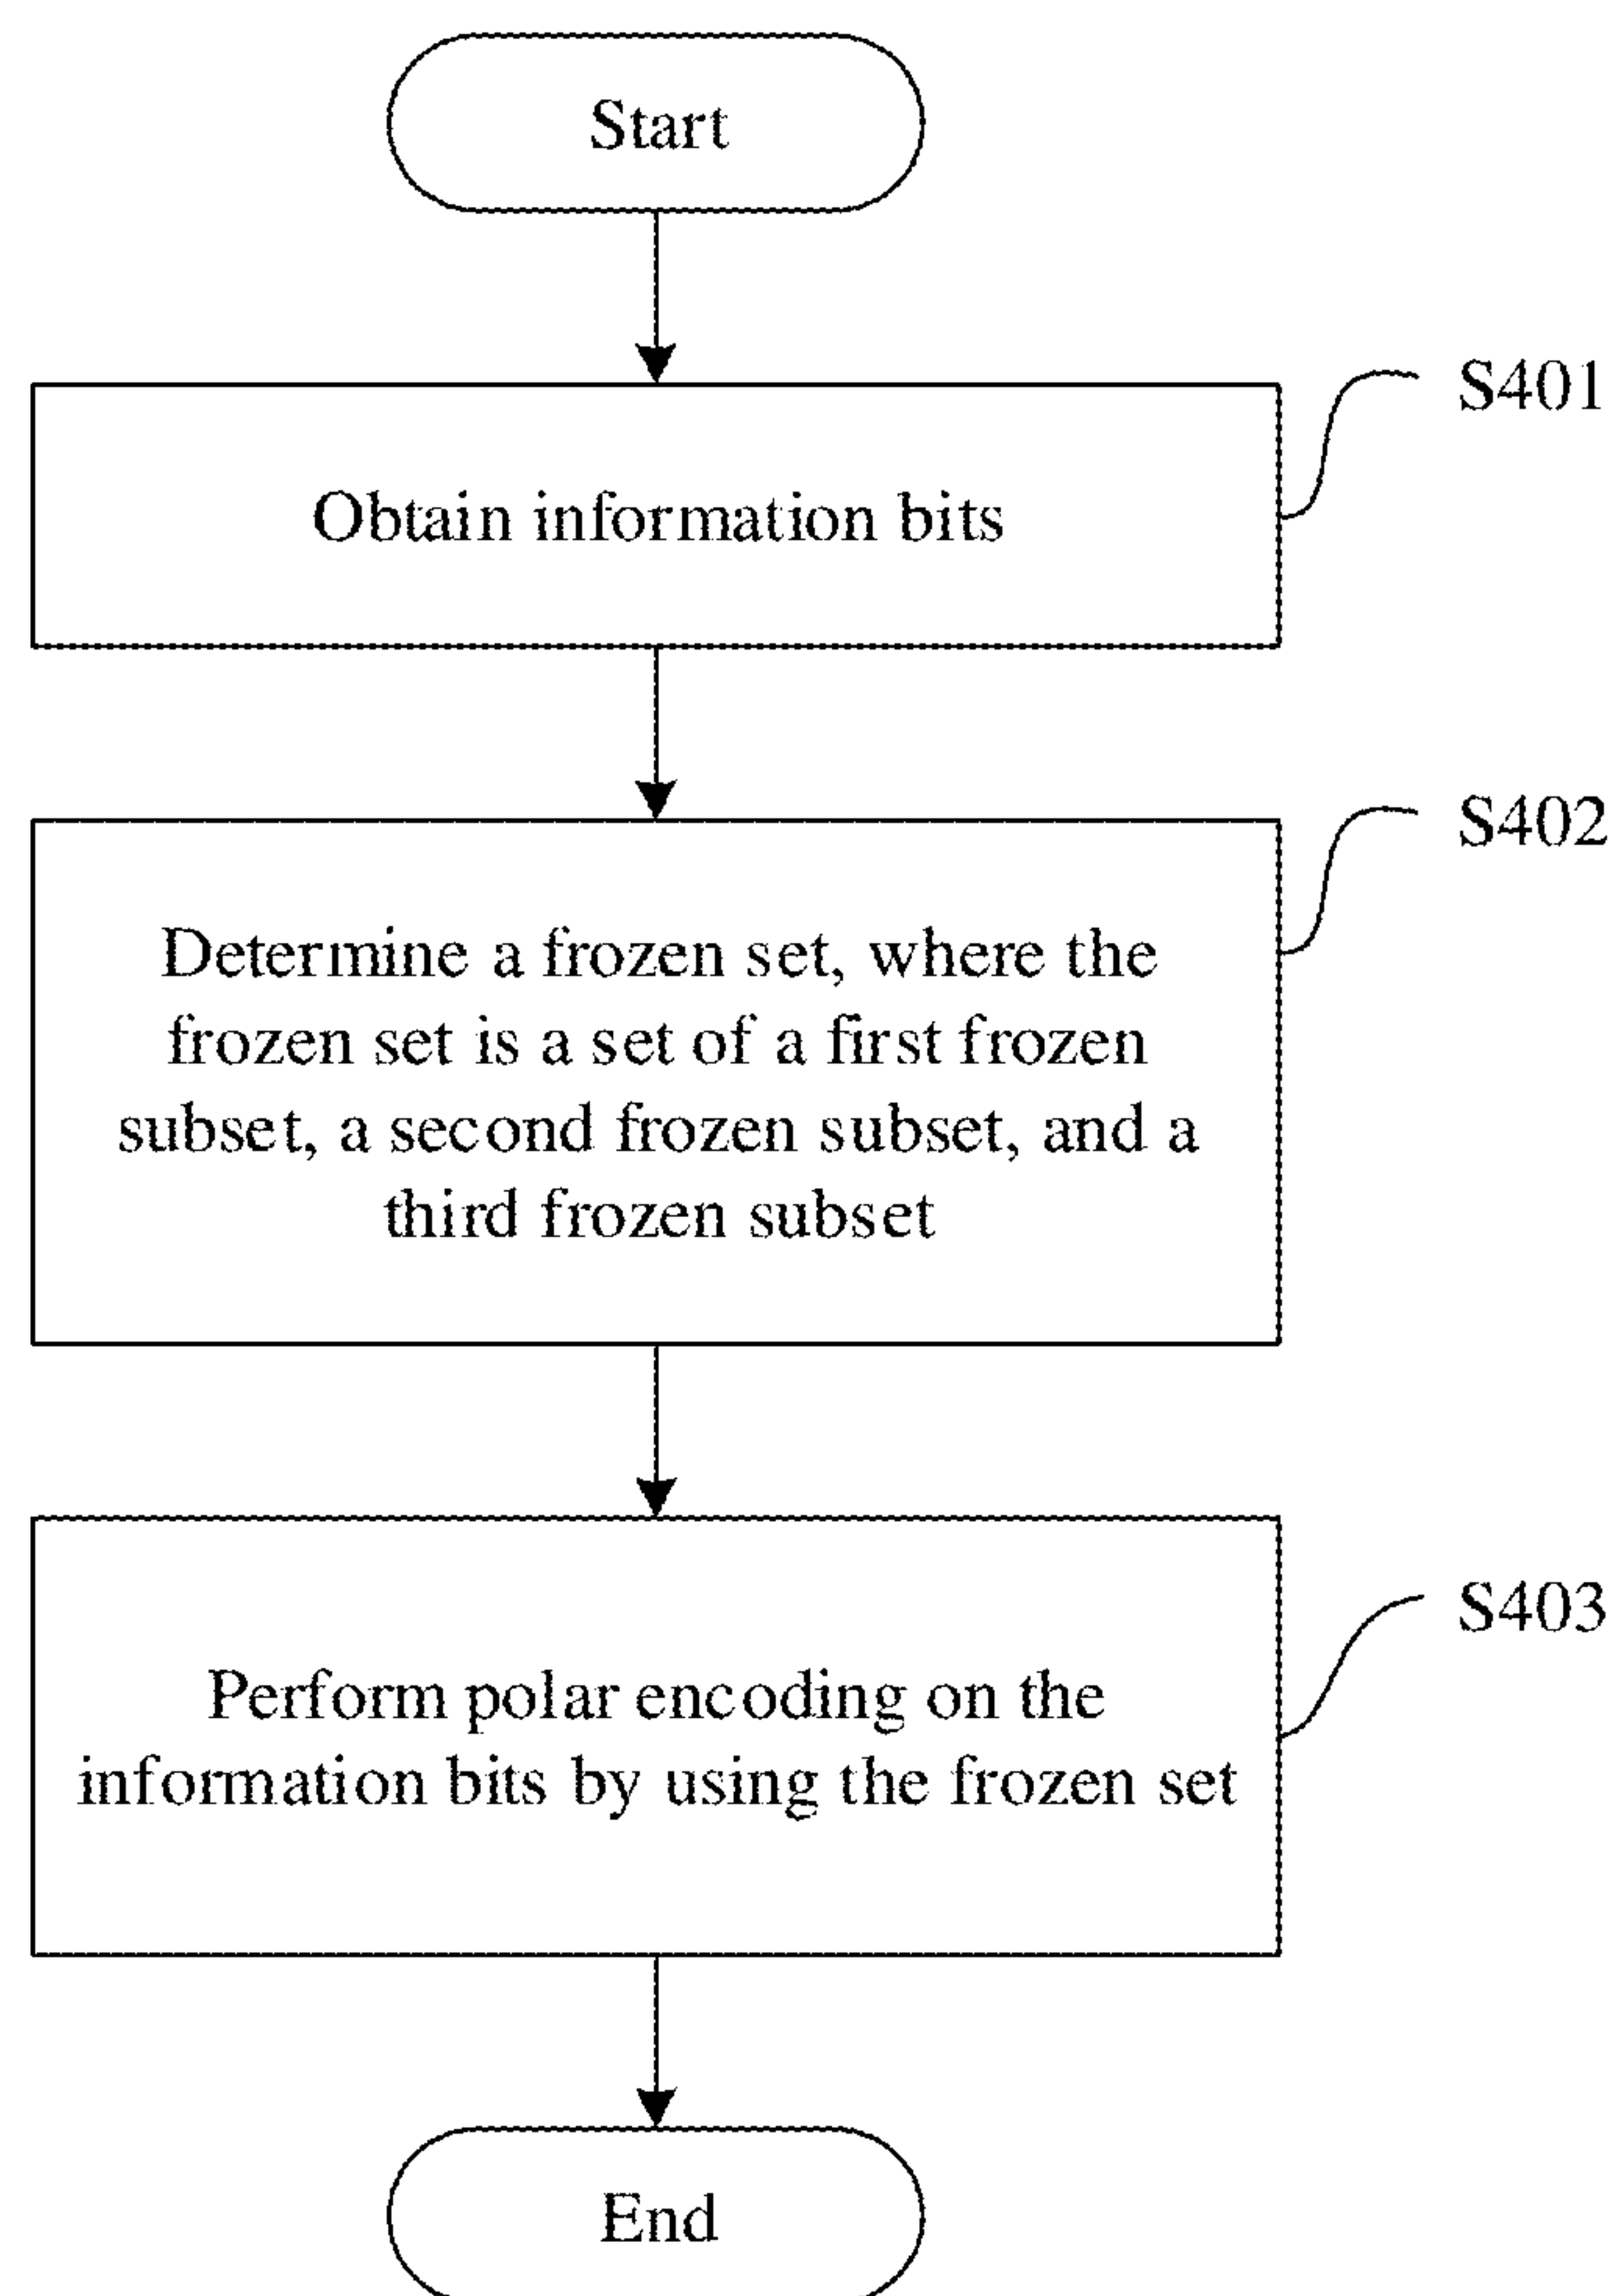 Start
S401
Obtain information bits
S402
Determine a frozen set, where the
frozen set is a set of a first frozen
subset, a second frozen subset, and a
third frozen subset
S403
Perform polar encoding on the
information bits by using the frozen set
End